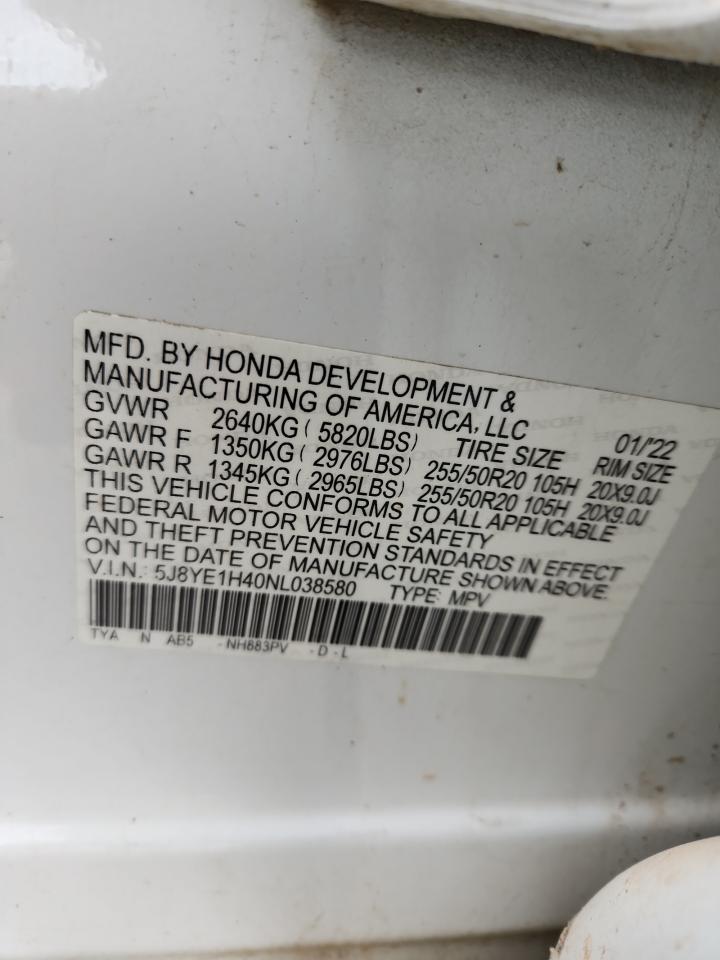 MFD. BY HONDA DEVELOPMENT &
MANUFACTURING OF AMERICA, LLC 01/'22
GVWR 2640KG ( 5820LBS) TIRE SIZE RIM SIZE
GAWR F 1350KG ( 2976LBS) 255/50R20 105H 20X9.0J
GAWR R 1345KG ( 2965LBS) 255/50R20 105H 20X9.0J
THIS VEHICLE CONFORMS TO ALL APPLICABLE
FEDERAL MOTOR VEHICLE SAFETY
AND THEFT PREVENTION STANDARDS IN EFFECT
ON THE DATE OF MANUFACTURE SHOWN ABOVE.
V.I.N.: 5J8YE1H40NL038580 TYPE: MPV
TYA N AB5 -NH883PV -D -L